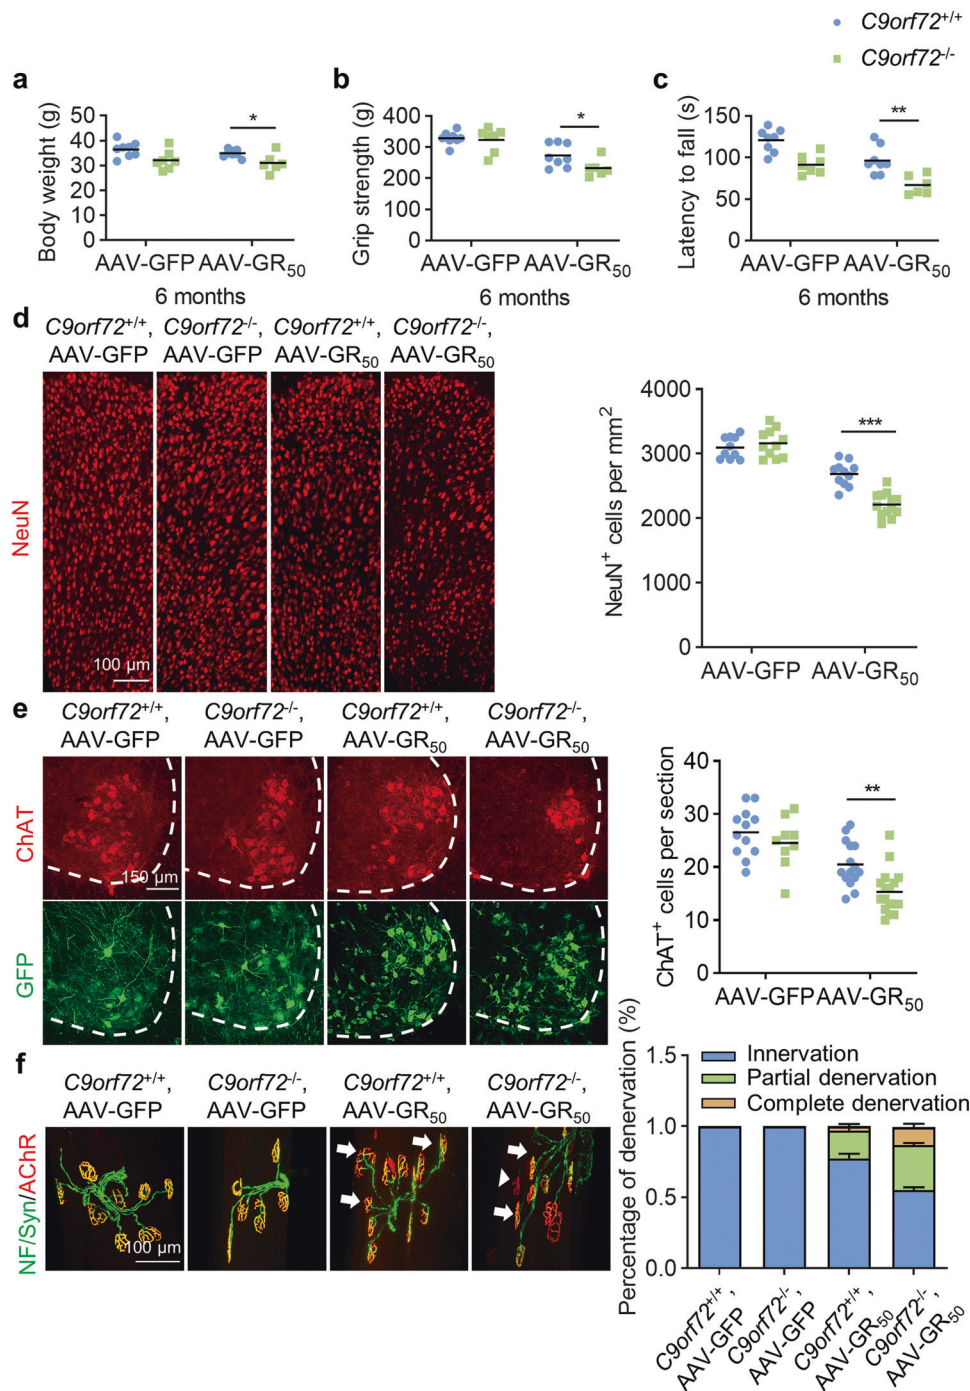 C9orf72+/+
C9orf72-/-
a
b
c
Body weight (g)
50
40
30
20
10
0
*
AAV-GFP AAV-GR50
6 months
Grip strength (g)
400
300
200
100
0
*
AAV-GFP AAV-GR50
6 months
Latency to fall (s)
150
100
50
0
**
AAV-GFP AAV-GR50
6 months
d
C9orf72+/+, AAV-GFP
C9orf72-/-, AAV-GFP
C9orf72+/+, AAV-GR50
C9orf72-/-, AAV-GR50
NeuN
100 µm
NeuN+ cells per mm2
4000
3000
2000
1000
0
***
AAV-GFP AAV-GR50
e
C9orf72+/+, AAV-GFP
C9orf72-/-, AAV-GFP
C9orf72+/+, AAV-GR50
C9orf72-/-, AAV-GR50
ChAT
150 µm
GFP
ChAT+ cells per section
40
30
20
10
0
**
AAV-GFP AAV-GR50
f
C9orf72+/+, AAV-GFP
C9orf72-/-, AAV-GFP
C9orf72+/+, AAV-GR50
C9orf72-/-, AAV-GR50
NF/Syn/AChR
100 µm
Percentage of denervation (%)
1.5
1.0
0.5
0.0
Innervation
Partial denervation
Complete denervation
C9orf72+/+, AAV-GFP
C9orf72-/-, AAV-GFP
C9orf72+/+, AAV-GR50
C9orf72-/-, AAV-GR50